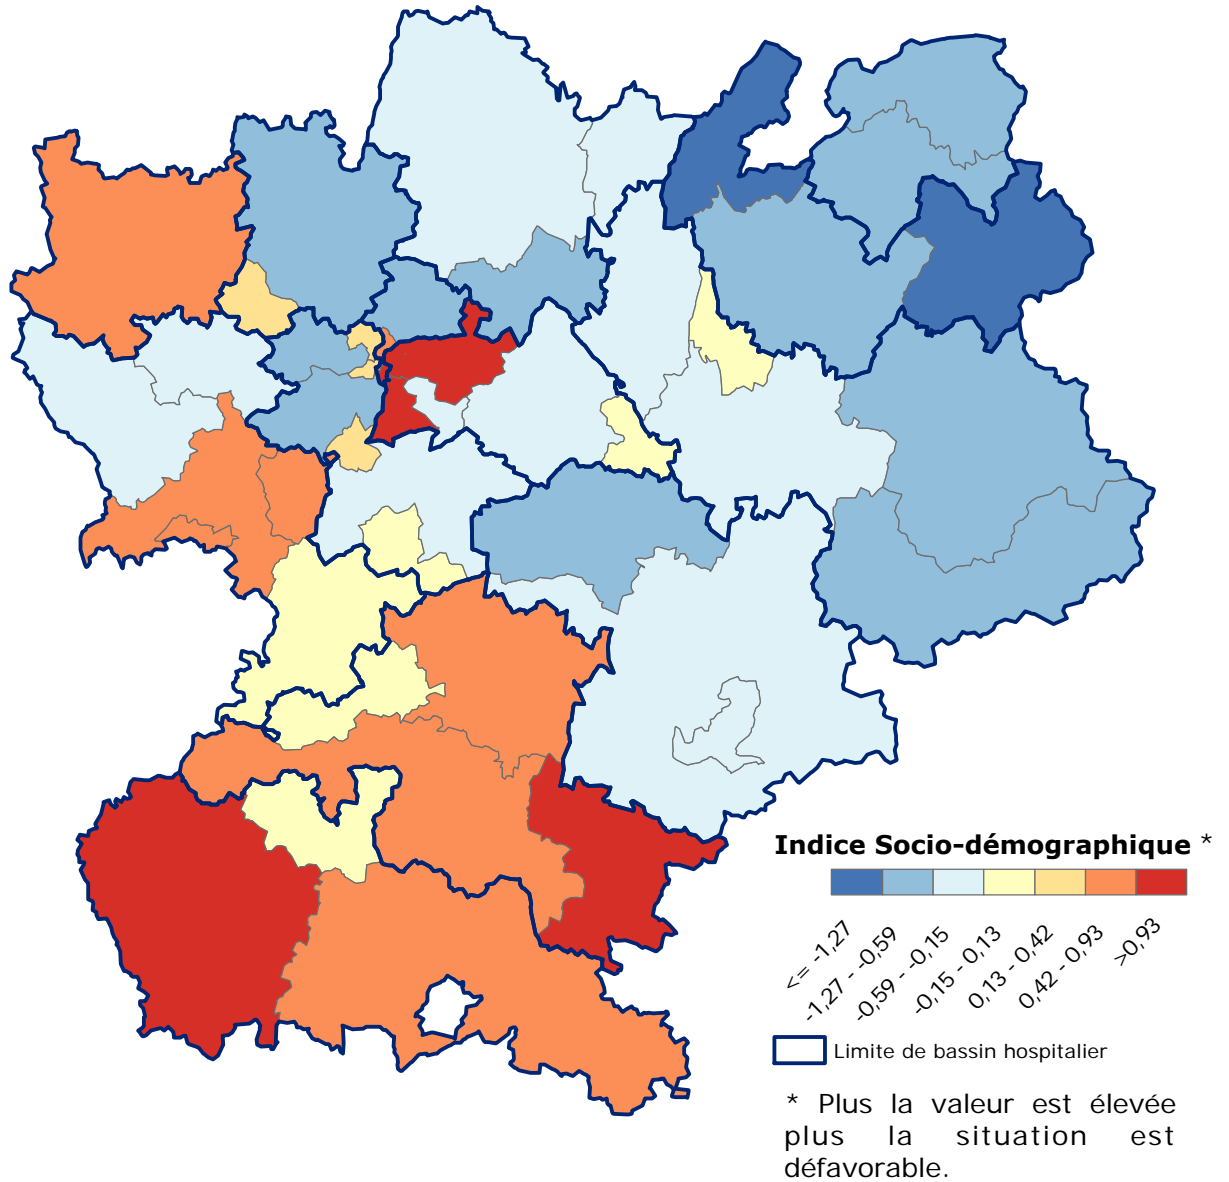 Indice Socio-démographique *
<= -1,27
-1,27 - -0,59
-0,59 - -0,15
-0,15 - 0,13
0,13 - 0,42
0,42 - 0,93
>0,93
Limite de bassin hospitalier
* Plus la valeur est élevée
plus la situation est
défavorable.